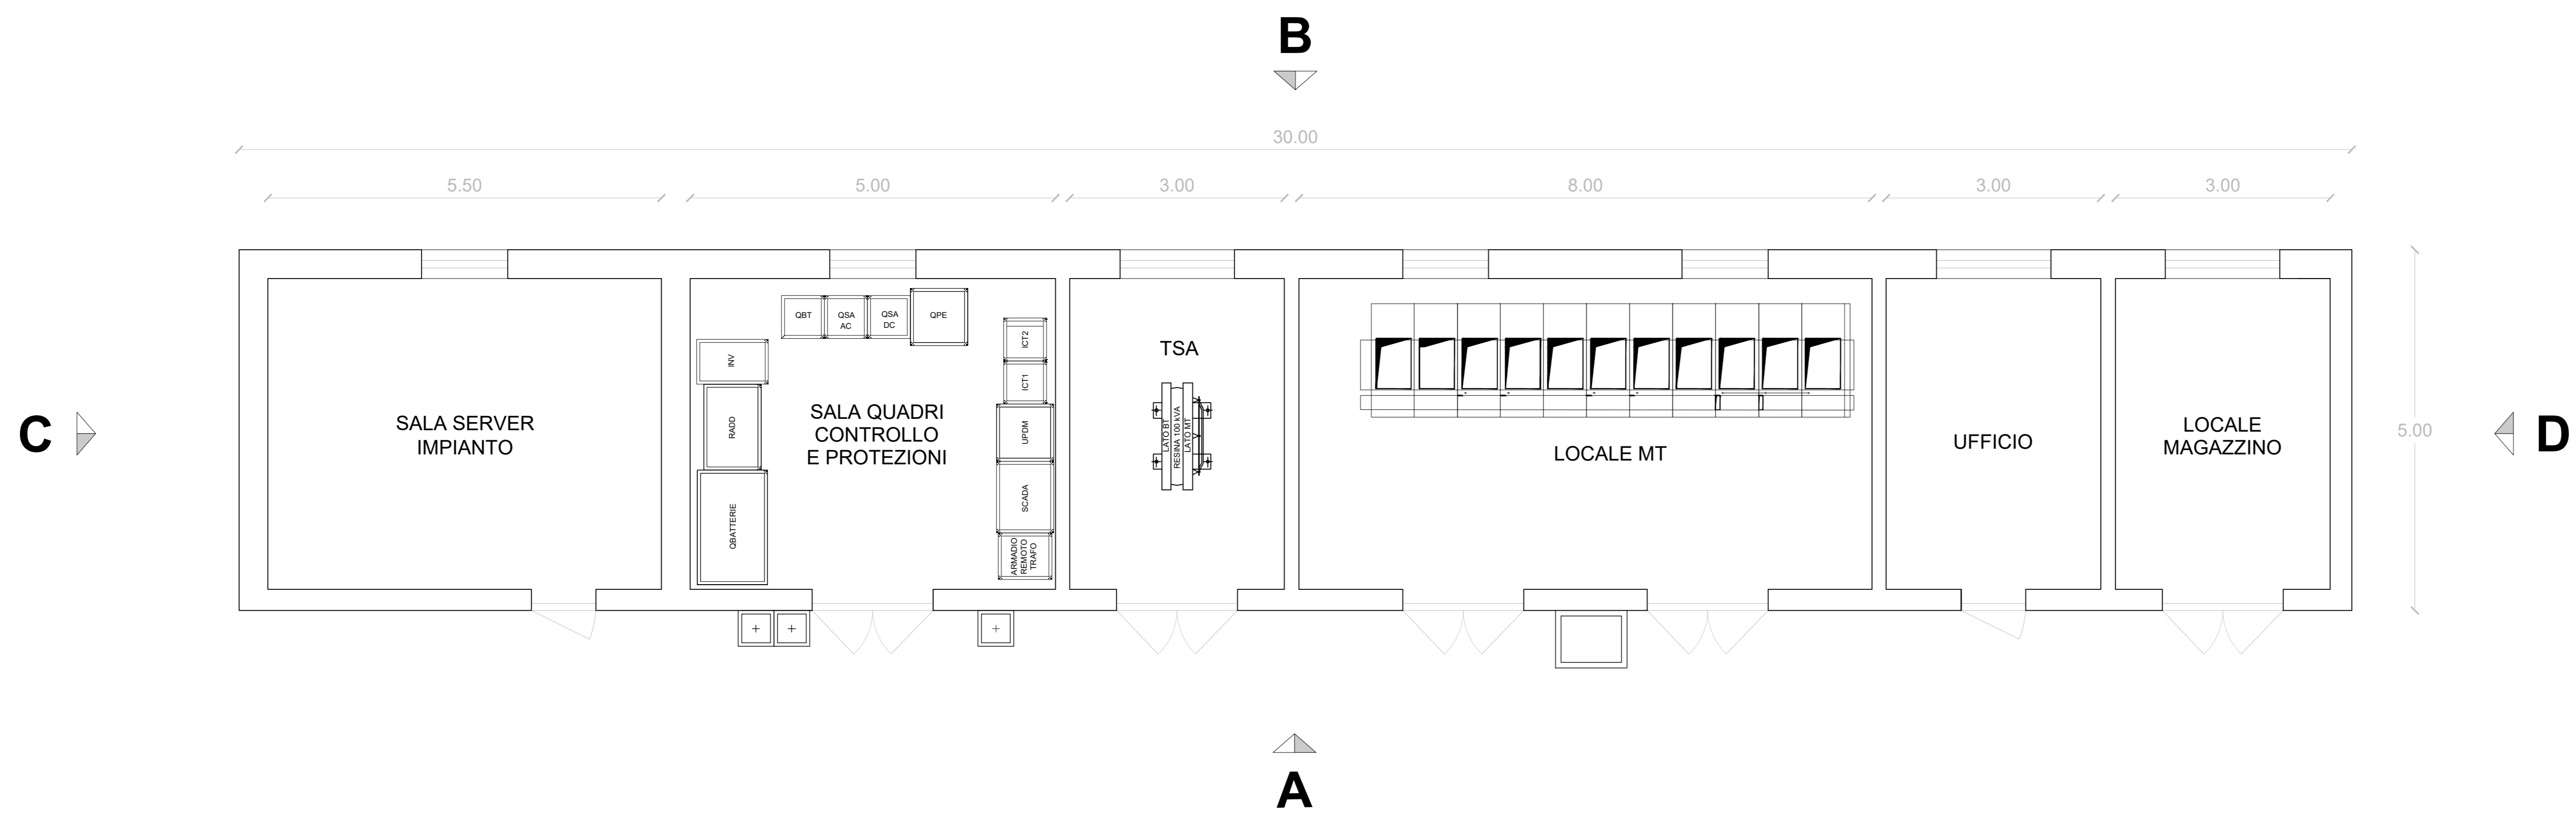 B
30.00
5.50
5.00
3.00
8.00
3.00
3.00
QBT
QSA
AC
QSA
DC
QPE
INV
RADD
QBATTERIE
ICT2
ICT1
UPDM
SCADA
ARMADIO
REMOTO
TRAFO
SALA SERVER
IMPIANTO
SALA QUADRI
CONTROLLO
E PROTEZIONI
TSA
LATO BT
RESINA 100 kVA
LATO MT
LOCALE MT
UFFICIO
LOCALE
MAGAZZINO
5.00
C
D
A